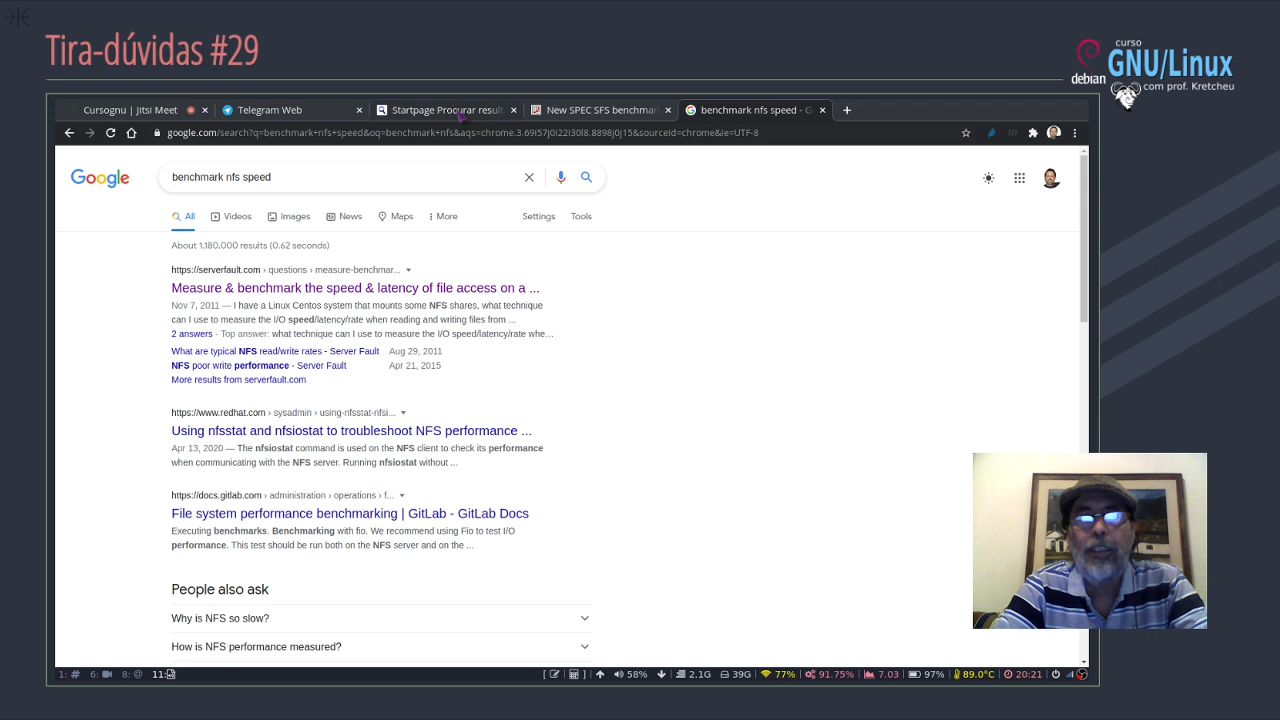 Tira-dúvidas #29
curso
GNU/Linux
debian
com prof. Kretcheu
Cursognu | Jitsi Meet
Telegram Web
Startpage Procurar result
New SPEC SFS benchmar
benchmark nfs speed - G
google.com/search?q=benchmark+nfs+speed&oq=benchmark+nfs&aqs=chrome.3.69i57j0i22i30l8.8898j0j15&sourceid=chrome&ie=UTF-8
Google
benchmark nfs speed
All Videos Images News Maps More Settings Tools
About 1,180,000 results (0.62 seconds)
https://serverfault.com › questions › measure-benchmar...
Measure & benchmark the speed & latency of file access on a ...
Nov 7, 2011 — I have a Linux Centos system that mounts some NFS shares, what technique
can I use to measure the I/O speed/latency/rate when reading and writing files from ...
2 answers · Top answer: what technique can I use to measure the I/O speed/latency/rate whe…
What are typical NFS read/write rates - Server Fault Aug 29, 2011
NFS poor write performance - Server Fault Apr 21, 2015
More results from serverfault.com
https://www.redhat.com › sysadmin › using-nfsstat-nfsi...
Using nfsstat and nfsiostat to troubleshoot NFS performance ...
Apr 13, 2020 — The nfsiostat command is used on the NFS client to check its performance
when communicating with the NFS server. Running nfsiostat without ...
https://docs.gitlab.com › administration › operations › f...
File system performance benchmarking | GitLab - GitLab Docs
Executing benchmarks. Benchmarking with fio. We recommend using Fio to test I/O
performance. This test should be run both on the NFS server and on the ...
People also ask
Why is NFS so slow?
How is NFS performance measured?
1: # 6: 8: @ 11: [ 58% 2.1G 39G 77% 91.75% 7.03 97% 89.0°C 20:21